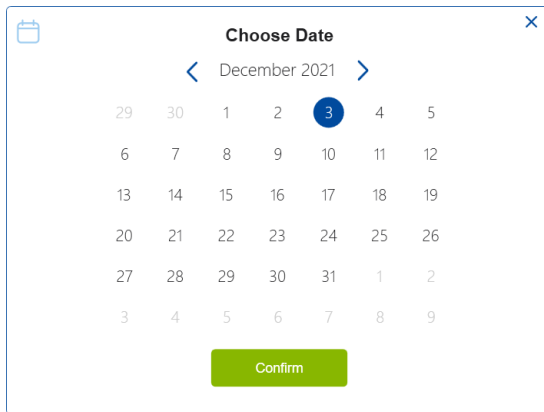 Choose Date
December 2021
29 30 1 2 3 4 5
6 7 8 9 10 11 12
13 14 15 16 17 18 19
20 21 22 23 24 25 26
27 28 29 30 31 1 2
3 4 5 6 7 8 9
Confirm